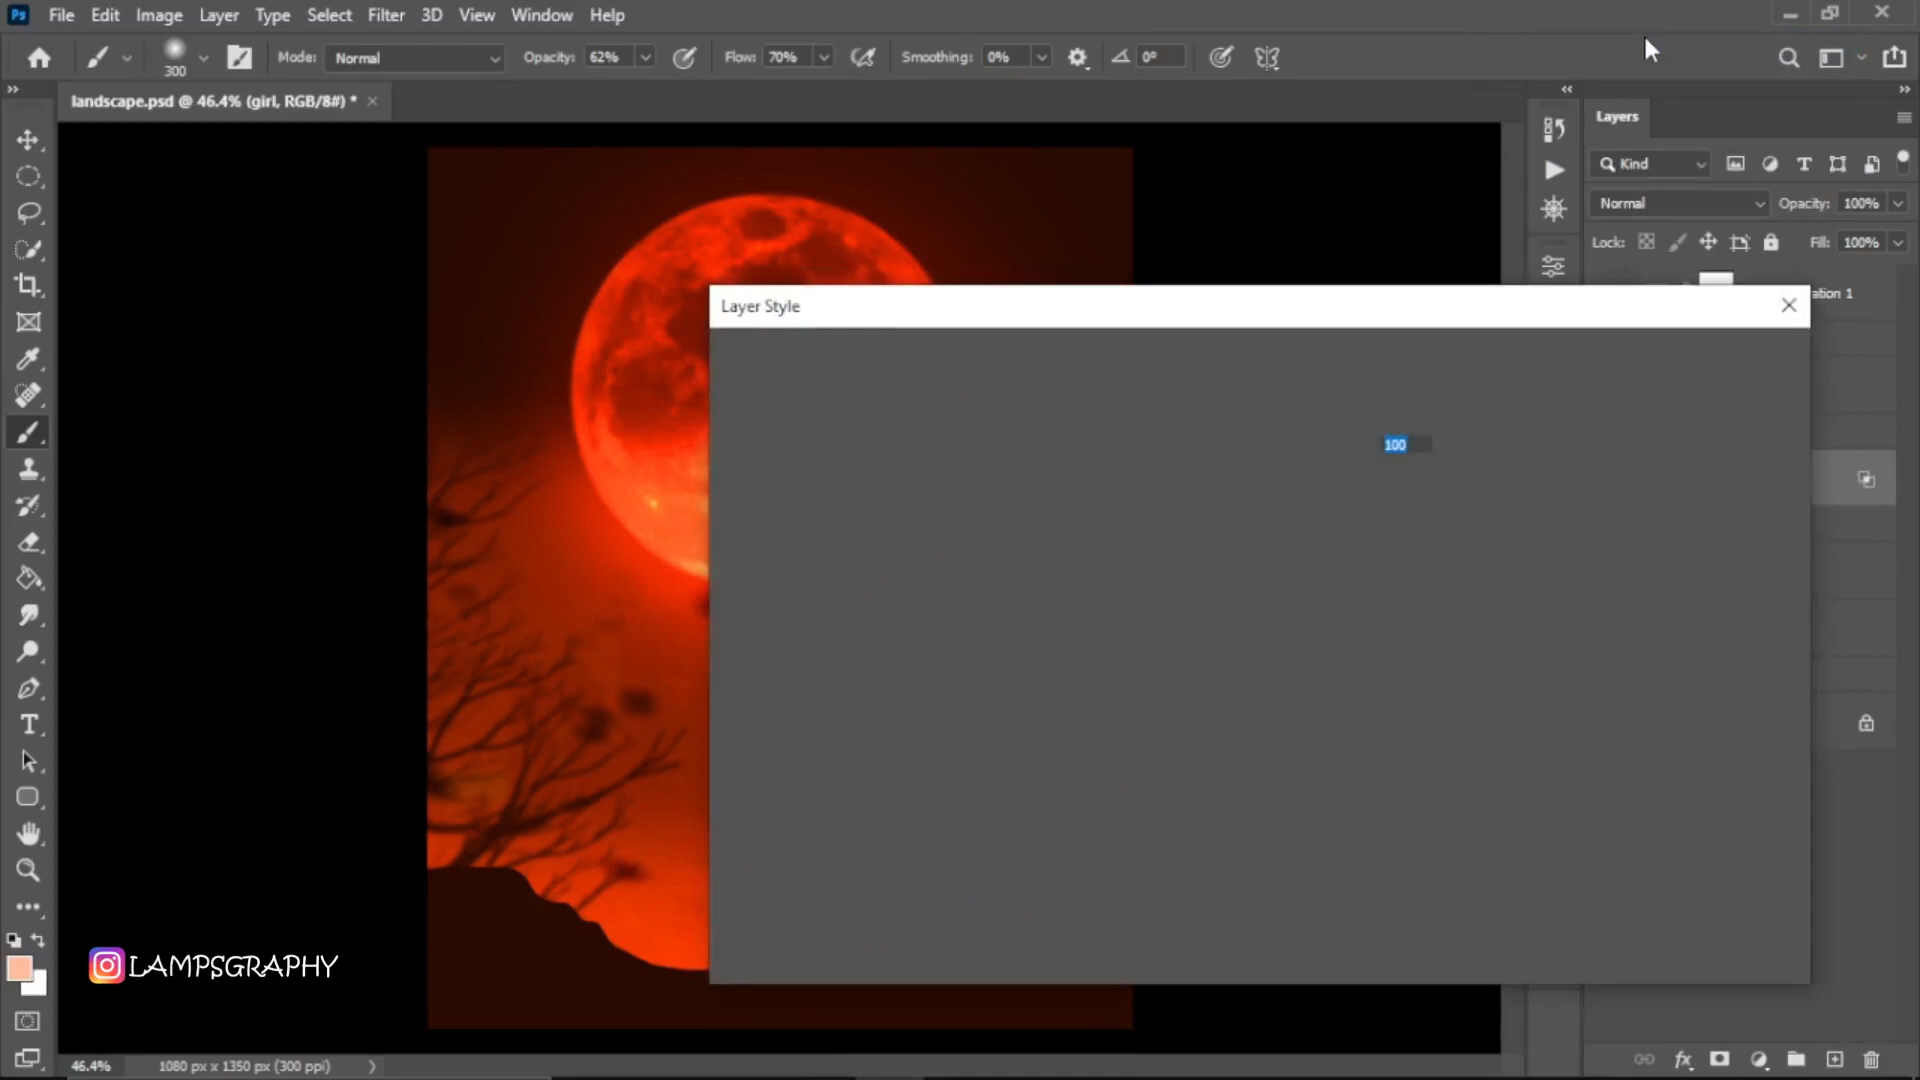 Ps File Edit Image Layer Type Select Filter 3D View Window Help
300 Mode: Normal Opacity: 62% Flow: 70% Smoothing: 0% 0°
landscape.psd @ 46.4% (girl, RGB/8#) *
Layers
Kind
Normal Opacity: 100%
Lock: Fill: 100%
ation 1
Layer Style
100
LAMPSGRAPHY
46.4% 1080 px x 1350 px (300 ppi)